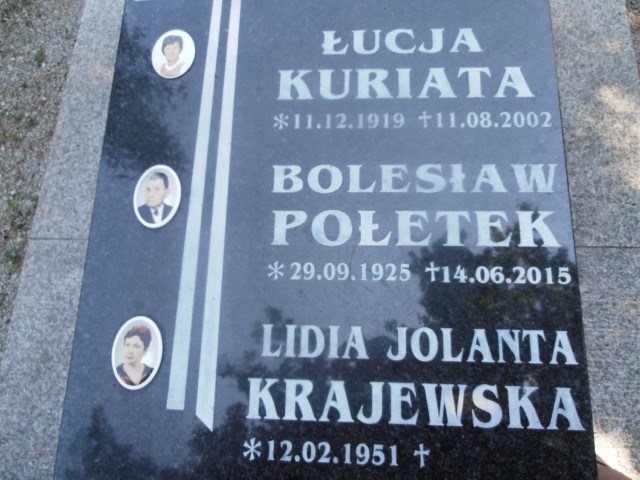 ŁUCJA
KURIATA
*11.12.1919 †11.08.2002
BOLESŁAW
POŁETEK
*29.09.1925 †14.06.2015
LIDIA JOLANTA
KRAJEWSKA
*12.02.1951 †